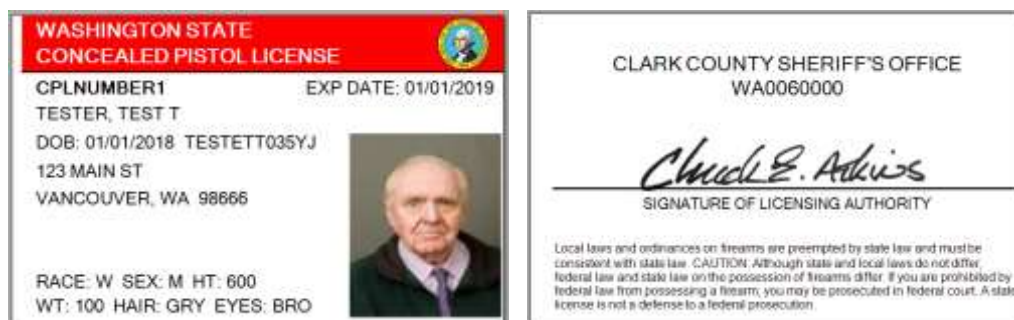 WASHINGTON STATE
CONCEALED PISTOL LICENSE
CPLNUMBER1 EXP DATE: 01/01/2019
TESTER, TEST T
DOB: 01/01/2018 TESTETT035YJ
123 MAIN ST
VANCOUVER, WA 98666
RACE: W SEX: M HT: 600
WT: 100 HAIR: GRY EYES: BRO
CLARK COUNTY SHERIFF'S OFFICE
WA0060000
Chuck E. Atkins
SIGNATURE OF LICENSING AUTHORITY
Local laws and ordinances on firearms are preempted by state law and must be
consistent with state law. CAUTION: Although state and local laws do not differ,
federal law and state law on the possession of firearms differ. If you are prohibited by
federal law from possessing a firearm, you may be prosecuted in federal court. A state
license is not a defense to a federal prosecution.